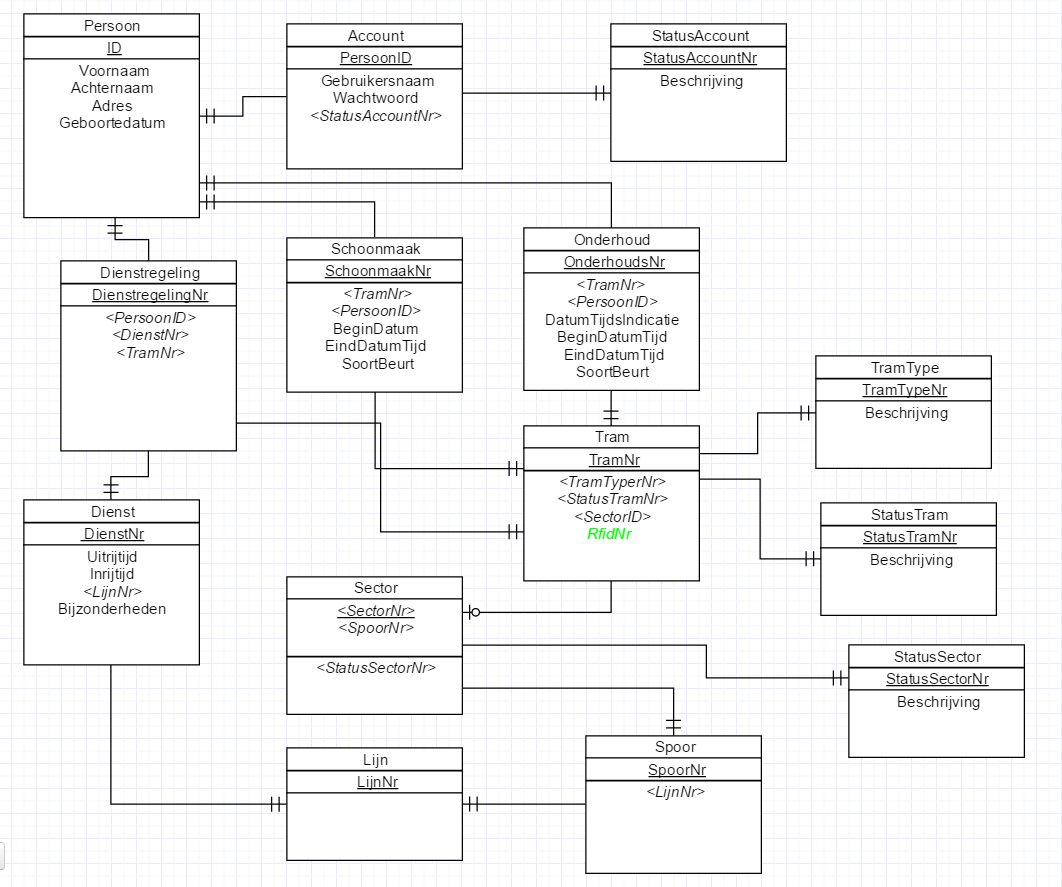 Persoon
ID
Voornaam
Achternaam
Adres
Geboortedatum
Account
PersoonID
Gebruikersnaam
Wachtwoord
<StatusAccountNr>
StatusAccount
StatusAccountNr
Beschrijving
Dienstregeling
DienstregelingNr
<PersoonID>
<DienstNr>
<TramNr>
Schoonmaak
SchoonmaakNr
<TramNr>
<PersoonID>
BeginDatum
EindDatumTijd
SoortBeurt
Onderhoud
OnderhoudsNr
<TramNr>
<PersoonID>
DatumTijdsIndicatie
BeginDatumTijd
EindDatumTijd
SoortBeurt
TramType
TramTypeNr
Beschrijving
Tram
TramNr
<TramTyperNr>
<StatusTramNr>
<SectorID>
RfidNr
StatusTram
StatusTramNr
Beschrijving
Dienst
DienstNr
Uitrijtijd
Inrijtijd
<LijnNr>
Bijzonderheden
Sector
<SectorNr>
<SpoorNr>
<StatusSectorNr>
StatusSector
StatusSectorNr
Beschrijving
Lijn
LijnNr
Spoor
SpoorNr
<LijnNr>